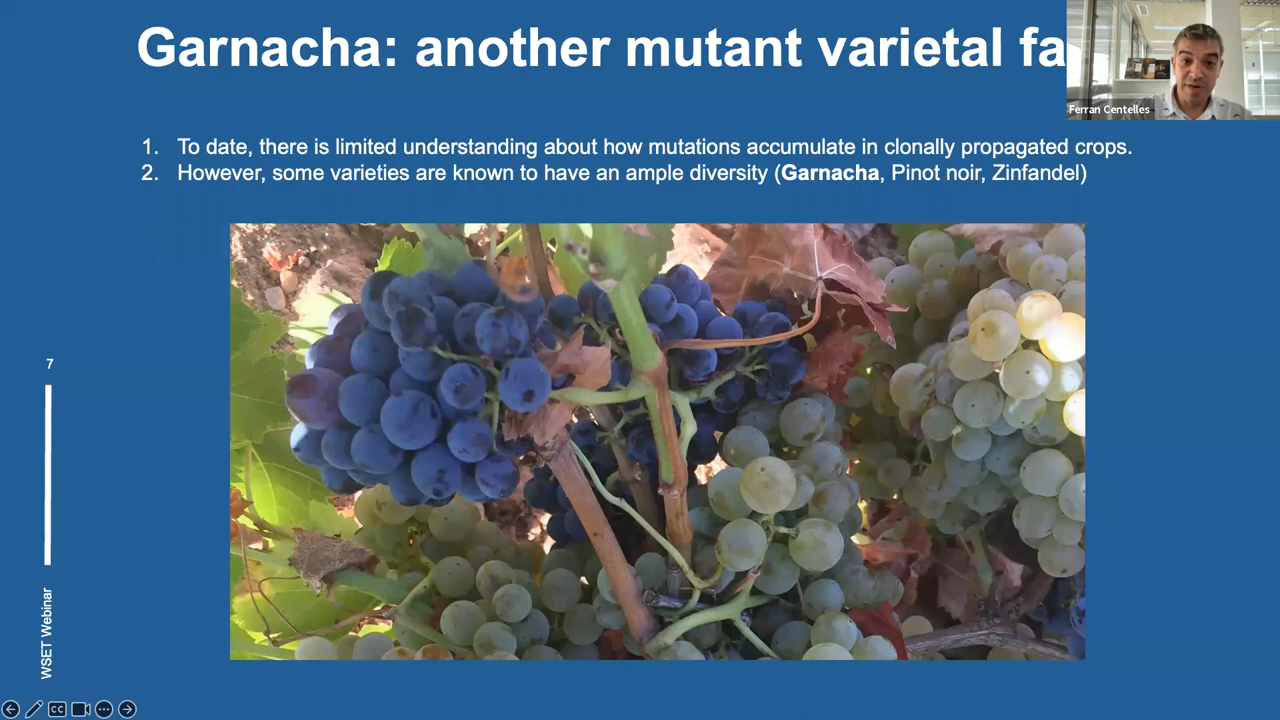 Garnacha: another mutant varietal fa
Ferran Centelles
1. To date, there is limited understanding about how mutations accumulate in clonally propagated crops.
2. However, some varieties are known to have an ample diversity (Garnacha, Pinot noir, Zinfandel)
7
WSET Webinar
CC